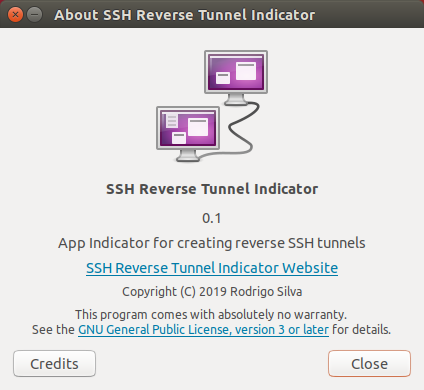 About SSH Reverse Tunnel Indicator
SSH Reverse Tunnel Indicator
0.1
App Indicator for creating reverse SSH tunnels
SSH Reverse Tunnel Indicator Website
Copyright (C) 2019 Rodrigo Silva
This program comes with absolutely no warranty.
See the GNU General Public License, version 3 or later for details.
Credits
Close